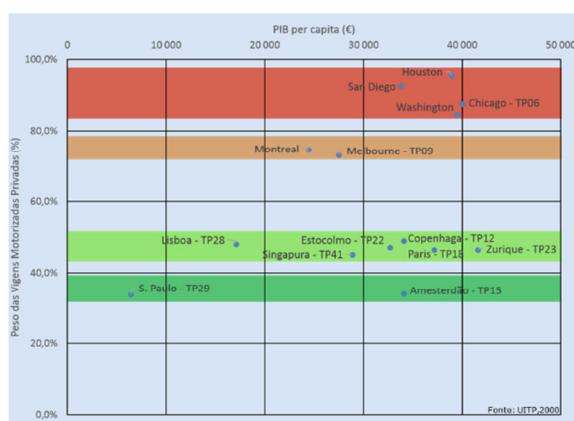 PIB per capita (€)
0 10 000 20 000 30 000 40 000 50 000
Peso das Viagens Motorizadas Privadas (%)
100,0%
80,0%
60,0%
40,0%
20,0%
0,0%
Houston
San Diego
Chicago - TP06
Washington
Montreal
Melbourne - TP09
Lisboa - TP28
Estocolmo - TP22
Copenhaga - TP12
Singapura - TP41
Paris - TP18
Zurique - TP23
S. Paulo - TP29
Amesterdão - TP15
Fonte: UITP,2000